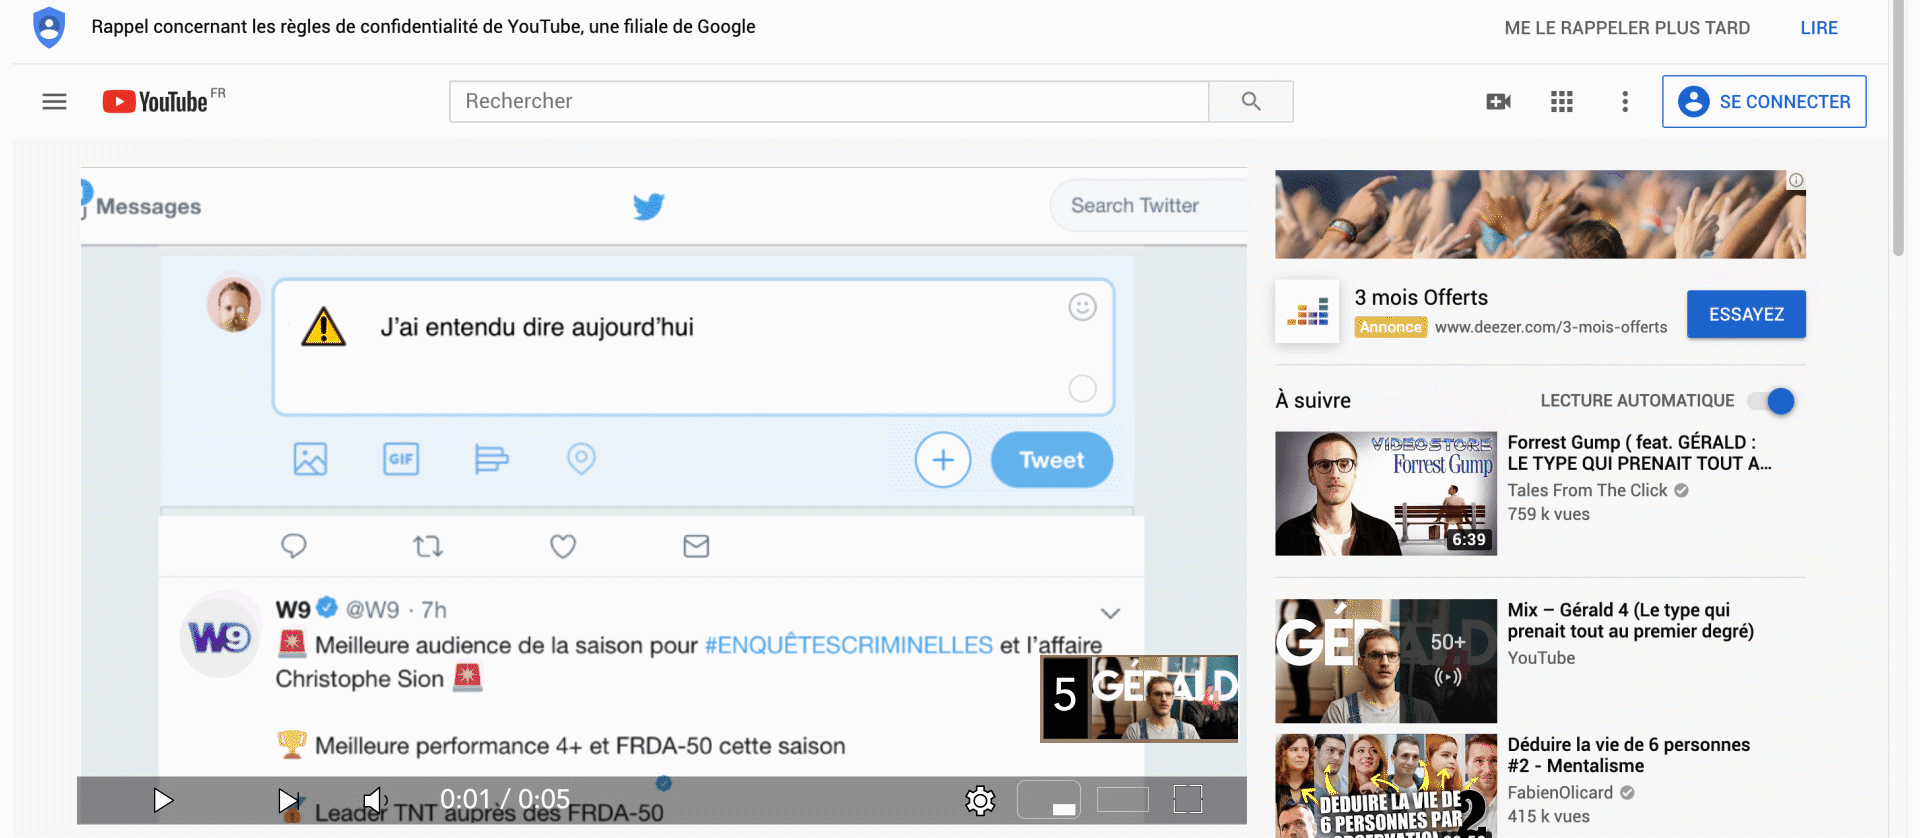 Rappel concernant les règles de confidentialité de YouTube, une filiale de Google
ME LE RAPPELER PLUS TARD
LIRE
YouTube FR
Rechercher
SE CONNECTER
Messages
Search Twitter
J'ai entendu dire aujourd'hui
GIF
Tweet
W9 @W9 · 7h
Meilleure audience de la saison pour #ENQUÊTESCRIMINELLES et l'affaire
Christophe Sion
Meilleure performance 4+ et FRDA-50 cette saison
Leader TNT auprès des FRDA-50
W9
5
GÉRALD
4
0:01 / 0:05
3 mois Offerts
Annonce www.deezer.com/3-mois-offerts
ESSAYEZ
À suivre
LECTURE AUTOMATIQUE
VIDEOSTORE
Forrest Gump
6:39
Forrest Gump ( feat. GÉRALD :
LE TYPE QUI PRENAIT TOUT A...
Tales From The Click
759 k vues
GÉRALD
50+
Mix – Gérald 4 (Le type qui
prenait tout au premier degré)
YouTube
DÉDUIRE LA VIE DE
6 PERSONNES PAR
2
Déduire la vie de 6 personnes
#2 - Mentalisme
FabienOlicard
415 k vues